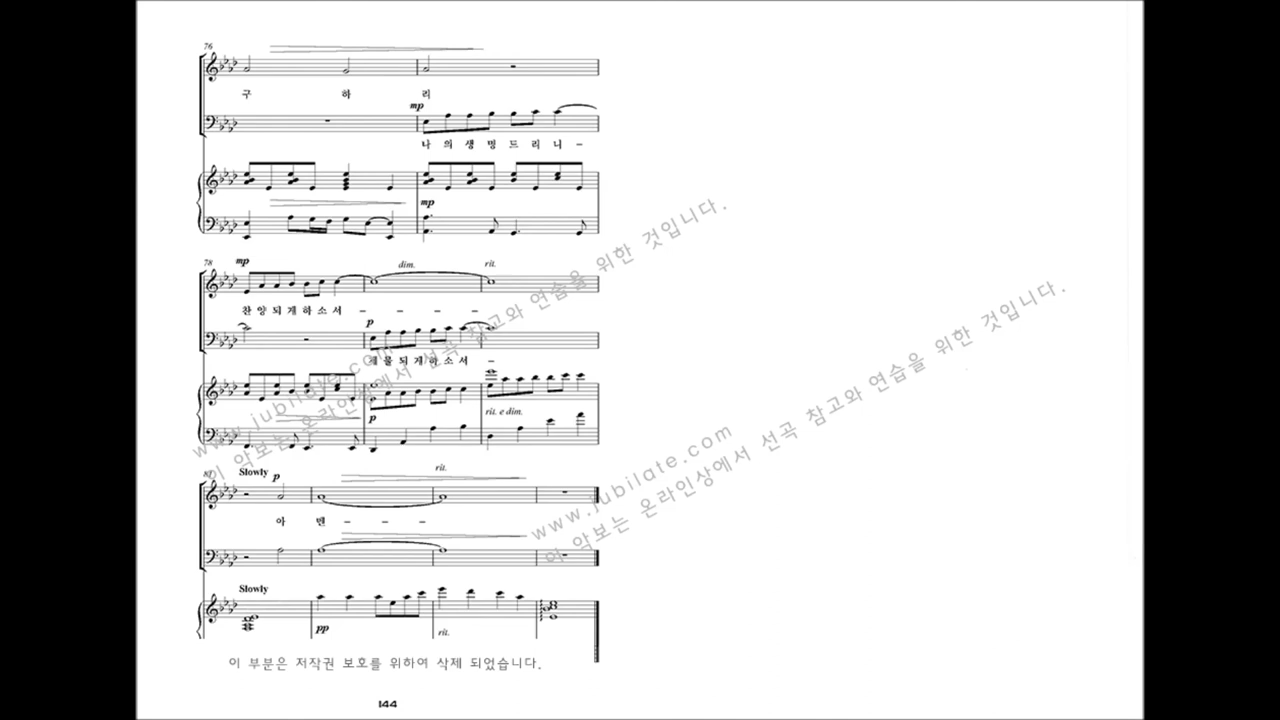 76
구 하 리
mp
나 의 생 명 드 리 니 -
mp
78
mp
dim.
rit.
찬 양 되 게 하 소 서 - - - -
p
제 물 되 게 하 소 서 -
rit. e dim.
p
81
Slowly
p
rit.
아 멘 - - -
Slowly
pp
rit.
이 부분은 저작권 보호를 위하여 삭제 되었습니다.
144
www.jubilate.com
이 악보는 온라인상에서 선곡 참고와 연습을 위한 것입니다.
www.jubilate.com
이 악보는 온라인상에서 선곡 참고와 연습을 위한 것입니다.